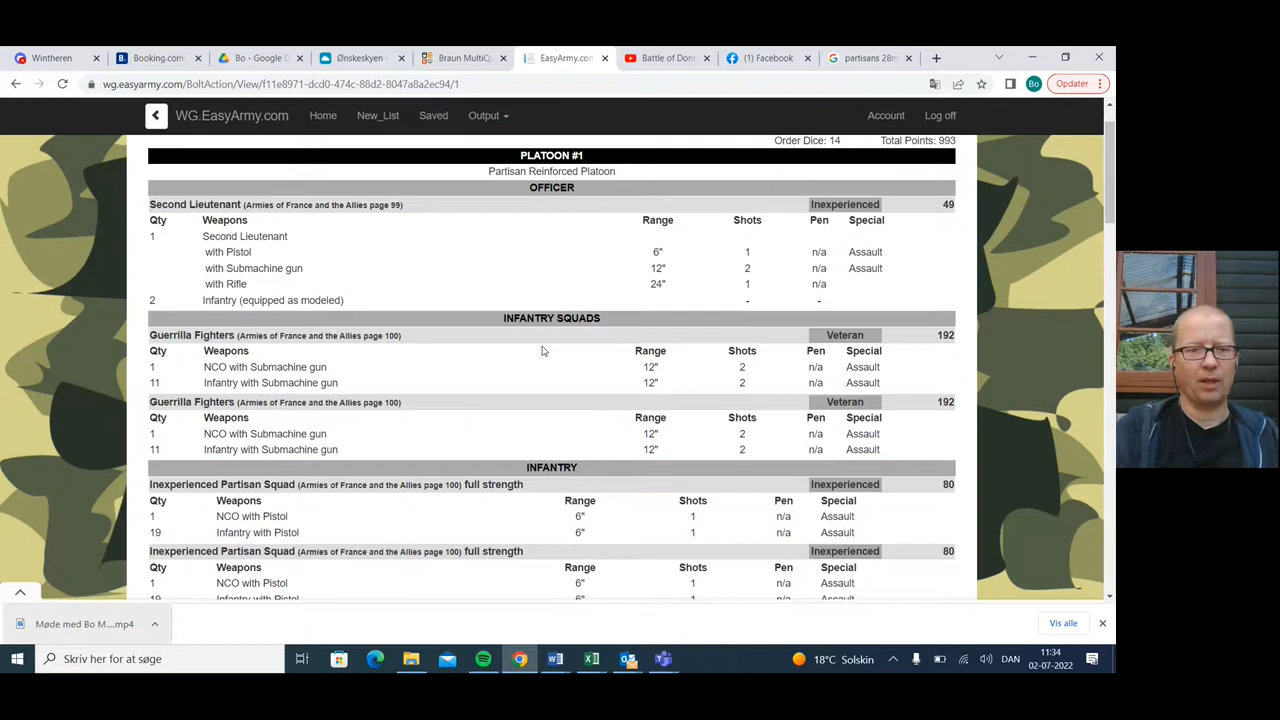 Wintheren
Booking.com:
Bo - Google D
Ønskeskyen -
Braun MultiQ
EasyArmy.com
Battle of Don
(1) Facebook
partisans 28m
wg.easyarmy.com/BoltAction/View/f11e8971-dcd0-474c-88d2-8047a8a2ec94/1
Bo
Opdater
WG.EasyArmy.com Home New_List Saved Output Account Log off
Order Dice: 14 Total Points: 993
PLATOON #1
Partisan Reinforced Platoon
OFFICER
Second Lieutenant (Armies of France and the Allies page 99) Inexperienced 49
Qty Weapons Range Shots Pen Special
1 Second Lieutenant
with Pistol 6" 1 n/a Assault
with Submachine gun 12" 2 n/a Assault
with Rifle 24" 1 n/a
2 Infantry (equipped as modeled) - -
INFANTRY SQUADS
Guerrilla Fighters (Armies of France and the Allies page 100) Veteran 192
Qty Weapons Range Shots Pen Special
1 NCO with Submachine gun 12" 2 n/a Assault
11 Infantry with Submachine gun 12" 2 n/a Assault
Guerrilla Fighters (Armies of France and the Allies page 100) Veteran 192
Qty Weapons Range Shots Pen Special
1 NCO with Submachine gun 12" 2 n/a Assault
11 Infantry with Submachine gun 12" 2 n/a Assault
INFANTRY
Inexperienced Partisan Squad (Armies of France and the Allies page 100) full strength Inexperienced 80
Qty Weapons Range Shots Pen Special
1 NCO with Pistol 6" 1 n/a Assault
19 Infantry with Pistol 6" 1 n/a Assault
Inexperienced Partisan Squad (Armies of France and the Allies page 100) full strength Inexperienced 80
Qty Weapons Range Shots Pen Special
1 NCO with Pistol 6" 1 n/a Assault
19 Infantry with Pistol 6" 1 n/a Assault
Møde med Bo M....mp4
Vis alle
Skriv her for at søge
18°C Solskin
DAN
11:34
02-07-2022